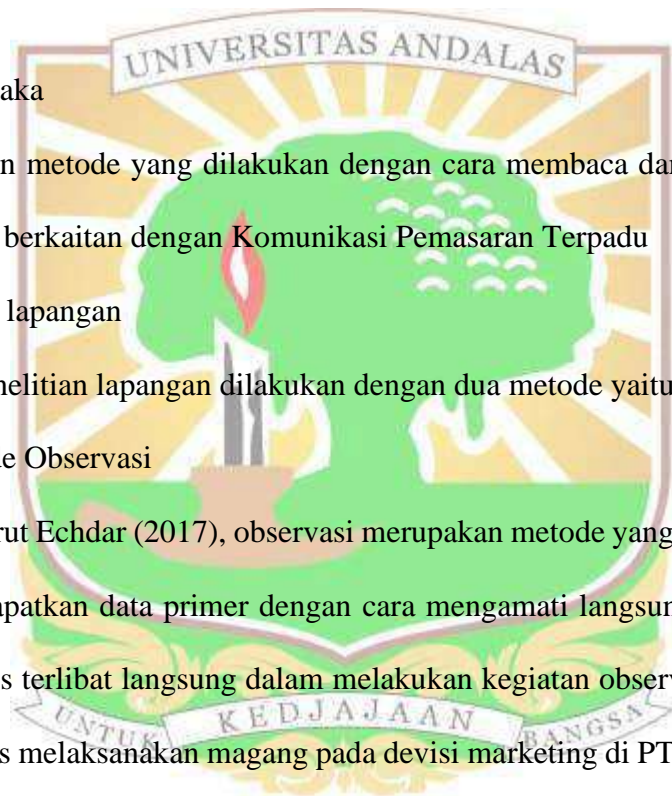 UNIVERSITAS ANDALAS
aka
n metode yang dilakukan dengan cara membaca dan
berkaitan dengan Komunikasi Pemasaran Terpadu
lapangan
nelitian lapangan dilakukan dengan dua metode yaitu
e Observasi
rut Echdar (2017), observasi merupakan metode yang
apatkan data primer dengan cara mengamati langsun
s terlibat langsung dalam melakukan kegiatan observ
UNTUK KEDJAJAAN BANGSA
s melaksanakan magang pada devisi marketing di PT